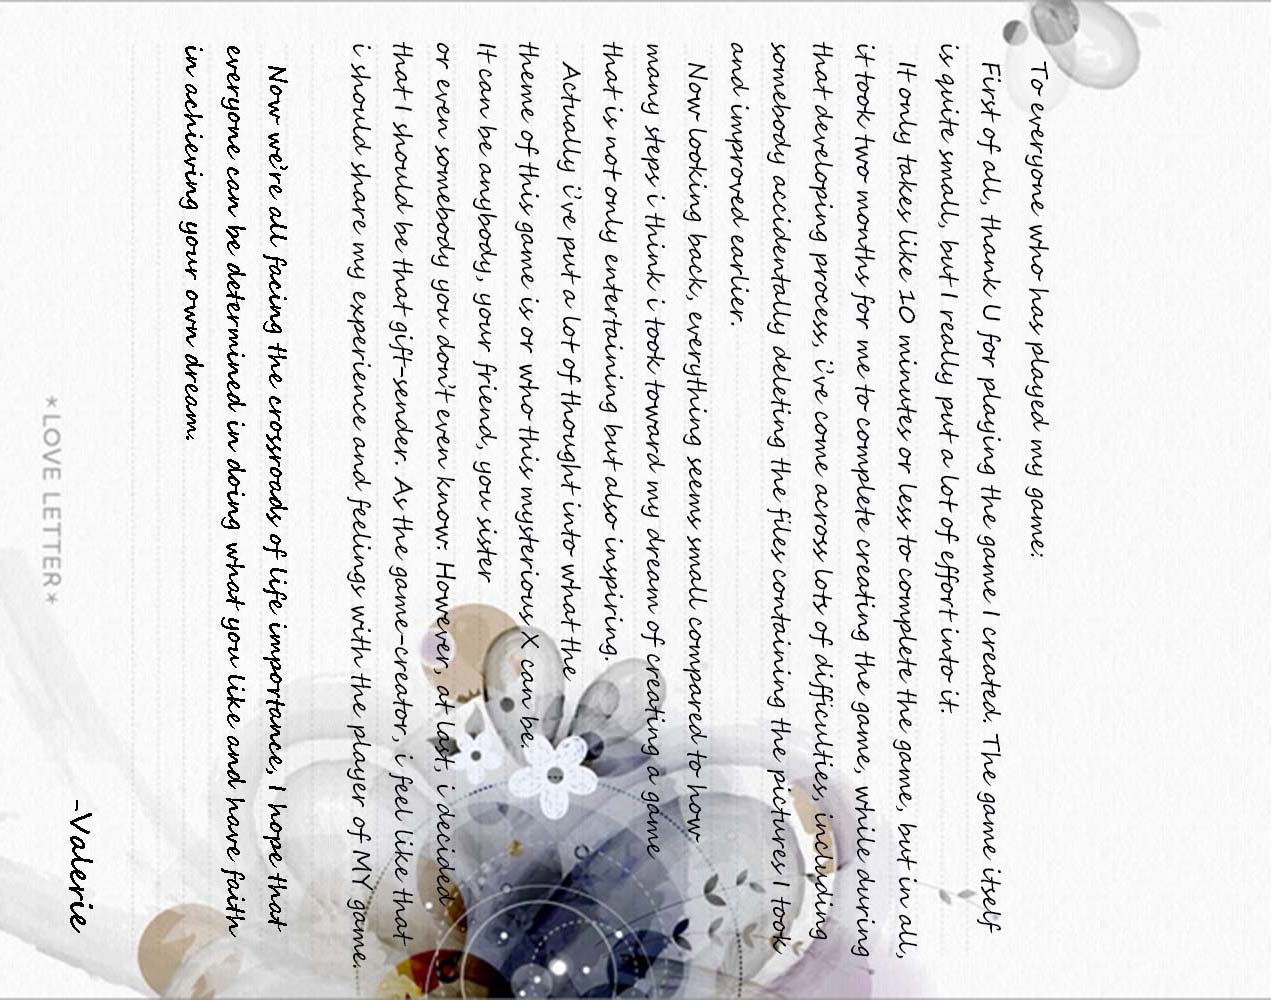 To everyone who has played my game:
First of all, thank U for playing the game I created. The game itself
is quite small, but I really put a lot of effort into it.
It only takes like 10 minutes or less to complete the game, but in all,
it took two months for me to complete creating the game, while during
that developing process, i've come across lots of difficulties, including
somebody accidentally deleting the files containing the pictures I took
and improved earlier.
Now looking back, everything seems small compared to how
many steps i think i took toward my dream of creating a game
that is not only entertaining but also inspiring.
Actually i've put a lot of thought into what the
theme of this game is or who this mysterious X can be.
It can be anybody, your friend, you sister
or even somebody you don't even know. However, at last, i decided
that I should be that gift-sender. As the game-creator, i feel like that
i should share my experience and feelings with the player of MY game.
Now we're all facing the crossroads of life importance, I hope that
everyone can be determined in doing what you like and have faith
in achieving your own dream.
-Valerie
*LOVE LETTER*